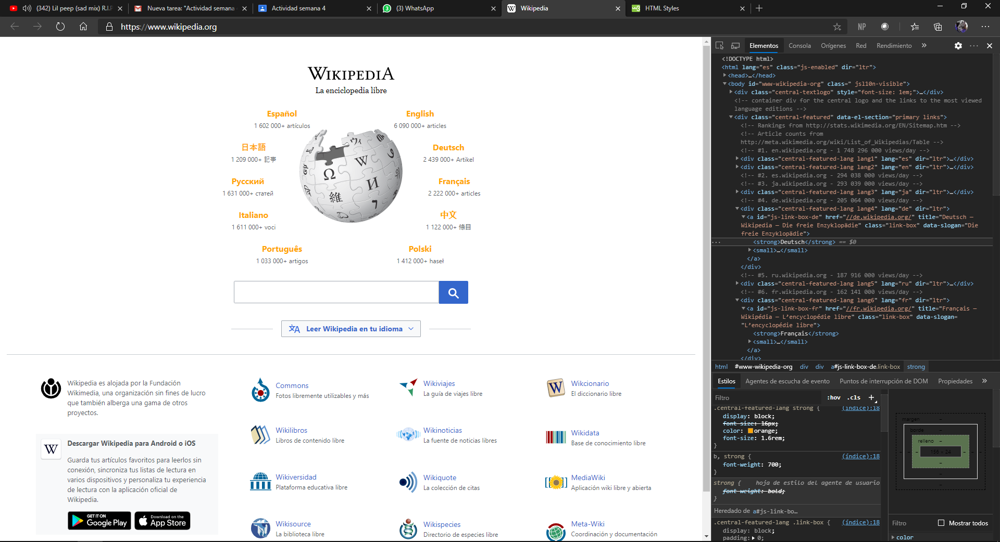 (342) Lil peep (sad mix) R.I.P
Nueva tarea: "Actividad semana
Actividad semana 4
(3) WhatsApp
Wikipedia
HTML Styles
https://www.wikipedia.org
NP
WIKIPEDIA
La enciclopedia libre
Español
1 602 000+ artículos
English
6 090 000+ articles
日本語
1 209 000+ 記事
Deutsch
2 439 000+ Artikel
Русский
1 631 000+ статей
Français
2 222 000+ articles
Italiano
1 611 000+ voci
中文
1 122 000+ 條目
Português
1 033 000+ artigos
Polski
1 412 000+ haseł
Ω
W
И
維
ウィ
Leer Wikipedia en tu idioma
Wikipedia es alojada por la Fundación
Wikimedia, una organización sin fines de lucro
que también alberga una gama de otros
proyectos.
W
Descargar Wikipedia para Android o iOS
Guarda tus artículos favoritos para leerlos sin
conexión, sincroniza tus listas de lectura en
varios dispositivos y personaliza tu experiencia
de lectura con la aplicación oficial de
Wikipedia.
GET IT ON
Google Play
Download on the
App Store
Commons
Fotos libremente utilizables y más
Wikiviajes
La guía de viajes libre
W
Wikcionario
El diccionario libre
Wikilibros
Libros de contenido libre
Wikinoticias
La fuente de noticias libres
Wikidata
Base de conocimiento libre
Wikiversidad
Plataforma educativa libre
Wikiquote
La colección de citas
MediaWiki
Aplicación wiki libre y abierta
Wikisource
La biblioteca libre
Wikispecies
Directorio de especies libre
Meta-Wiki
Coordinación y documentación
Elementos
Consola
Orígenes
Red
Rendimiento
<!DOCTYPE html>
<html lang="es" class="js-enabled" dir="ltr">
<head>…</head>
<body id="www-wikipedia-org" class=" jsl10n-visible">
<div class="central-textlogo" style="font-size: 1em;">…</div>
<!-- container div for the central logo and the links to the most viewed
language editions -->
<div class="central-featured" data-el-section="primary links">
<!-- Rankings from http://stats.wikimedia.org/EN/Sitemap.htm -->
<!-- Article counts from
http://meta.wikimedia.org/wiki/List_of_Wikipedias/Table -->
<!-- #1. en.wikipedia.org - 1 748 296 000 views/day -->
<div class="central-featured-lang lang1" lang="es" dir="ltr">…</div>
<div class="central-featured-lang lang2" lang="en" dir="ltr">…</div>
<!-- #2. es.wikipedia.org - 294 038 000 views/day -->
<!-- #3. ja.wikipedia.org - 293 039 000 views/day -->
<div class="central-featured-lang lang3" lang="ja" dir="ltr">…</div>
<!-- #4. de.wikipedia.org - 205 064 000 views/day -->
<div class="central-featured-lang lang4" lang="de" dir="ltr">
<a id="js-link-box-de" href="//de.wikipedia.org/" title="Deutsch —
Wikipedia — Die freie Enzyklopädie" class="link-box" data-slogan="Die
freie Enzyklopädie">
<strong>Deutsch</strong> == $0
<small>…</small>
</a>
</div>
<!-- #5. ru.wikipedia.org - 187 916 000 views/day -->
<div class="central-featured-lang lang5" lang="ru" dir="ltr">…</div>
<!-- #6. fr.wikipedia.org - 162 141 000 views/day -->
<div class="central-featured-lang lang6" lang="fr" dir="ltr">
<a id="js-link-box-fr" href="//fr.wikipedia.org/" title="Français —
Wikipédia — L’encyclopédie libre" class="link-box" data-slogan=
"L’encyclopédie libre">
<strong>Français</strong>
<small>…</small>
</a>
</div>
html #www-wikipedia-org div div a#js-link-box-de.link-box strong
Estilos
Agentes de escucha de evento
Puntos de interrupción de DOM
Propiedades
Filtro
:hov .cls +
.central-featured-lang strong { (índice):18
display: block;
font-size: 16px;
color: orange;
font-size: 1.6rem;
}
b, strong { (índice):18
font-weight: 700;
}
strong { hoja de estilo del agente de usuario
font-weight: bold;
}
Heredado de a#js-link-bo…
.central-featured-lang .link-box { (índice):18
display: block;
padding: 0;
margen
–
borde
–
relleno
–
156 × 24
Filtro
Mostrar todos
color